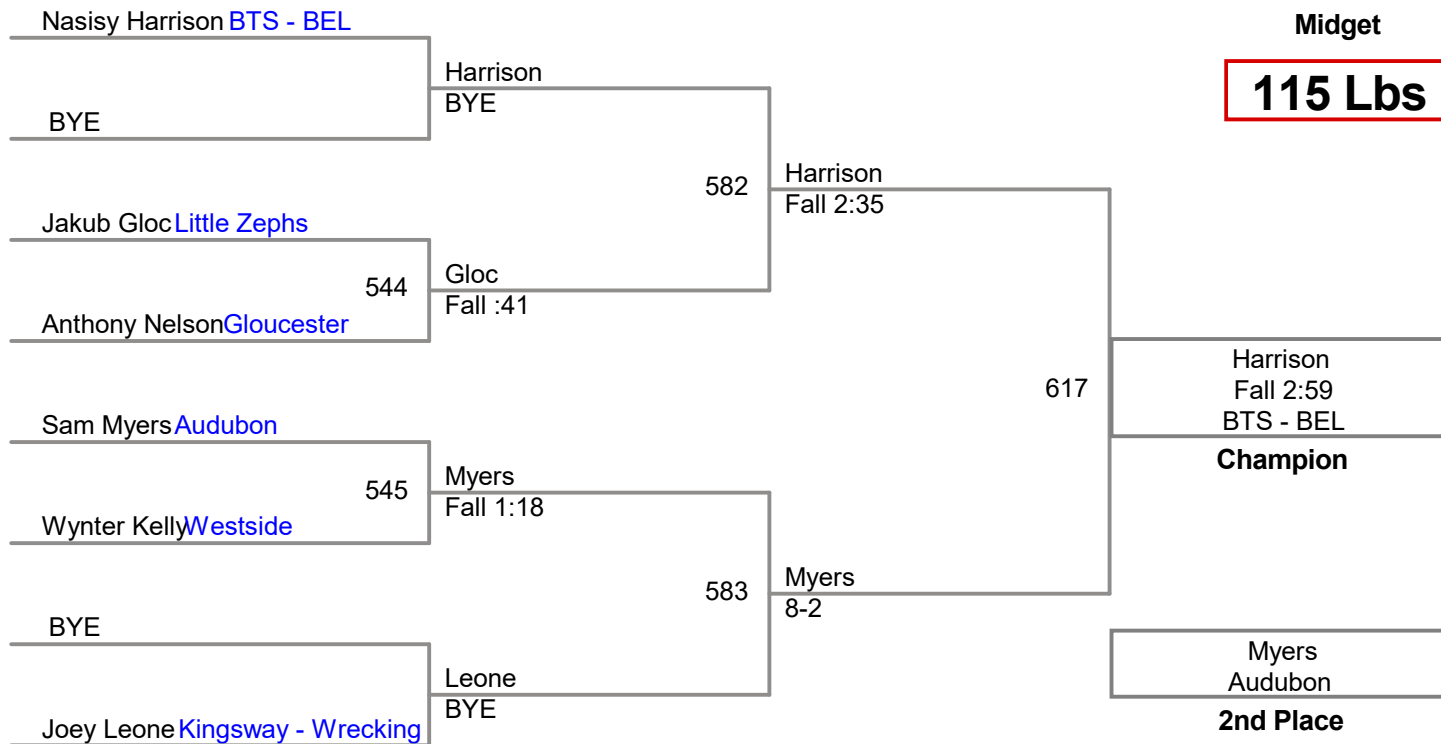 Nasisy Harrison BTS - BEL
Midget
Harrison
BYE
115 Lbs
BYE
582
Harrison
Fall 2:35
Jakub Gloc Little Zephs
544
Gloc
Fall :41
Anthony Nelson Gloucester
617
Harrison
Fall 2:59
BTS - BEL
Champion
Sam Myers Audubon
545
Myers
Fall 1:18
Wynter Kelly Westside
583
Myers
8-2
BYE
Leone
BYE
Joey Leone Kingsway - Wrecking
Myers
Audubon
2nd Place